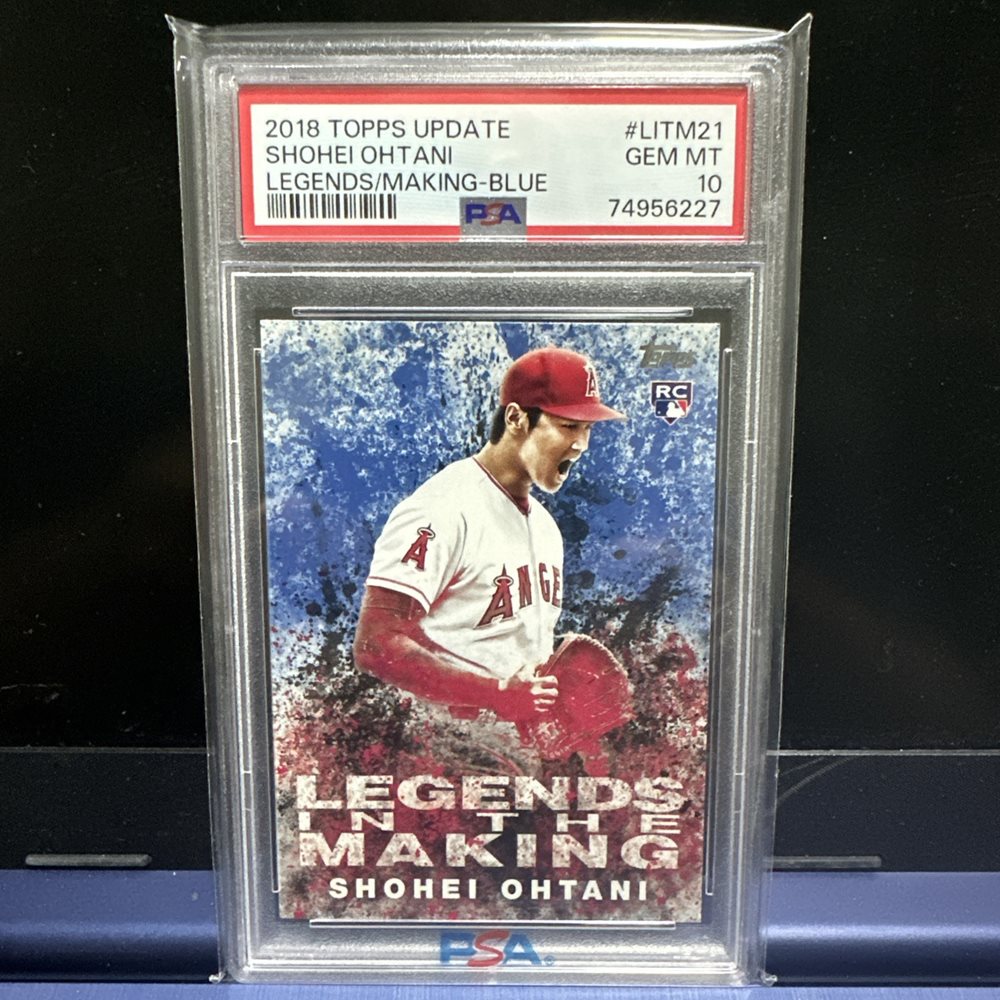 2018 TOPPS UPDATE #LITM21
SHOHEI OHTANI GEM MT
LEGENDS/MAKING-BLUE 10
PSA 74956227
Topps
RC
A
A
ANGE
LEGENDS
IN THE
MAKING
SHOHEI OHTANI
PSA®